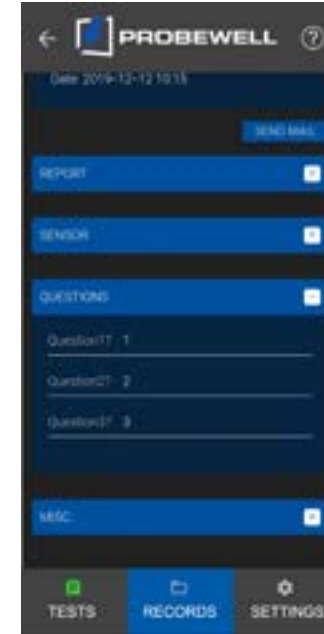 PROBEWELL
Date 2019-12-12 10:15
SEND MAIL
REPORT
SENSOR
QUESTIONS
Question1? 1
Question2? 2
Question3? 3
MISC.
TESTS
RECORDS
SETTINGS